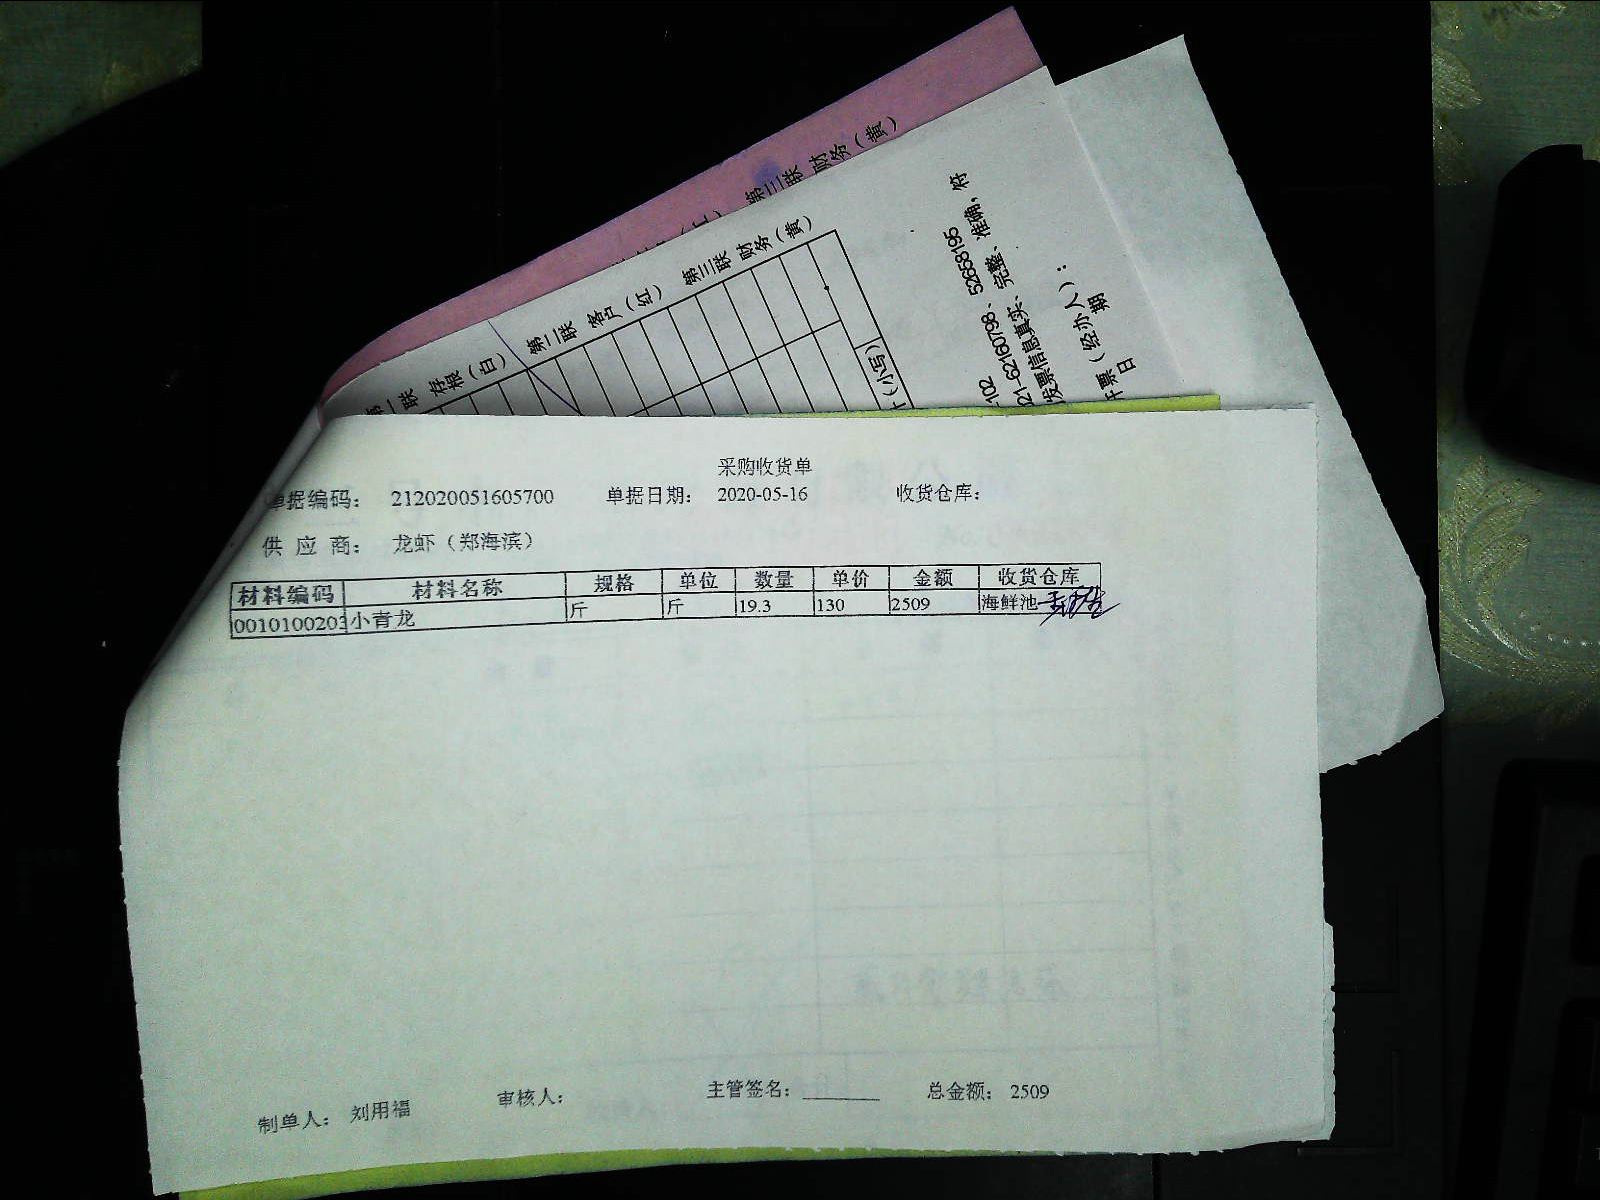 第三联 财务（黄）
第一联 存根（白） 第二联 客户（红） 第三联 财务（黄）
（小写）
102
21-62160798、52658195
发票信息真实、完整、准确，符
（经办人）：
开票日期
采购收货单
单据编码： 212020051605700 单据日期： 2020-05-16 收货仓库：
供 应 商： 龙虾（郑海滨）
材料编码 材料名称 规格 单位 数量 单价 金额 收货仓库
0010100203 小青龙 斤 斤 19.3 130 2509 海鲜池
制单人： 刘用福 审核人： 主管签名： 总金额： 2509